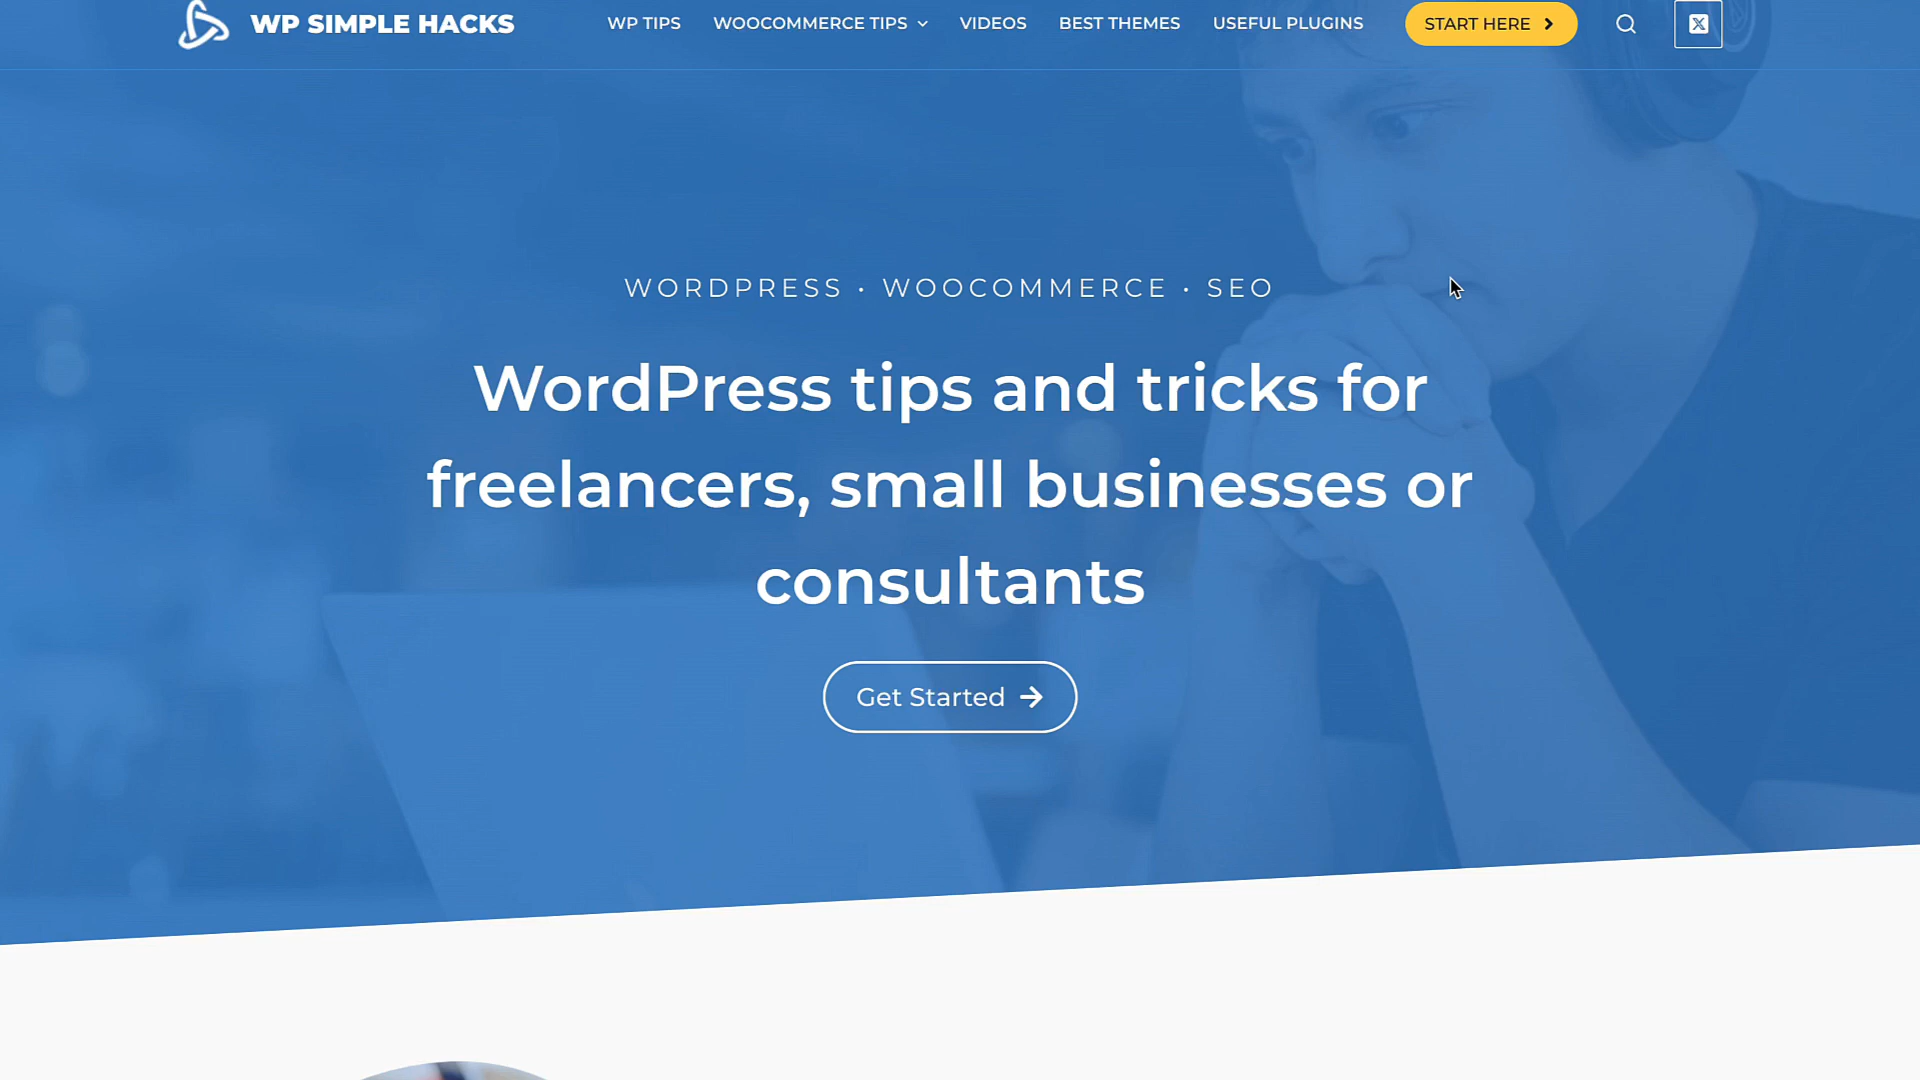 WP SIMPLE HACKS
WP TIPS
WOOCOMMERCE TIPS
VIDEOS
BEST THEMES
USEFUL PLUGINS
START HERE
WORDPRESS • WOOCOMMERCE • SEO
WordPress tips and tricks for
freelancers, small businesses or
consultants
Get Started